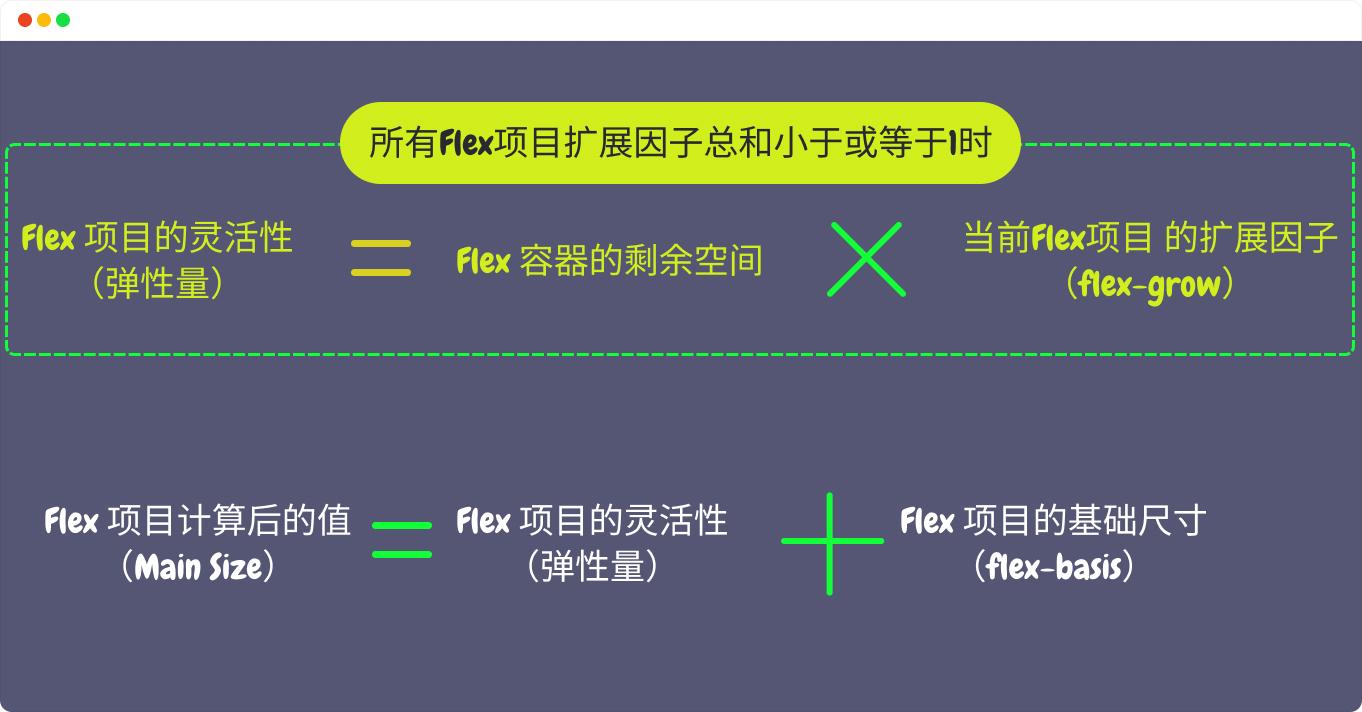 所有Flex项目扩展因子总和小于或等于1时
Flex 项目的灵活性
（弹性量）
=
Flex 容器的剩余空间
×
当前Flex项目 的扩展因子
（flex-grow）
Flex 项目计算后的值
（Main Size）
=
Flex 项目的灵活性
（弹性量）
+
Flex 项目的基础尺寸
（flex-basis）